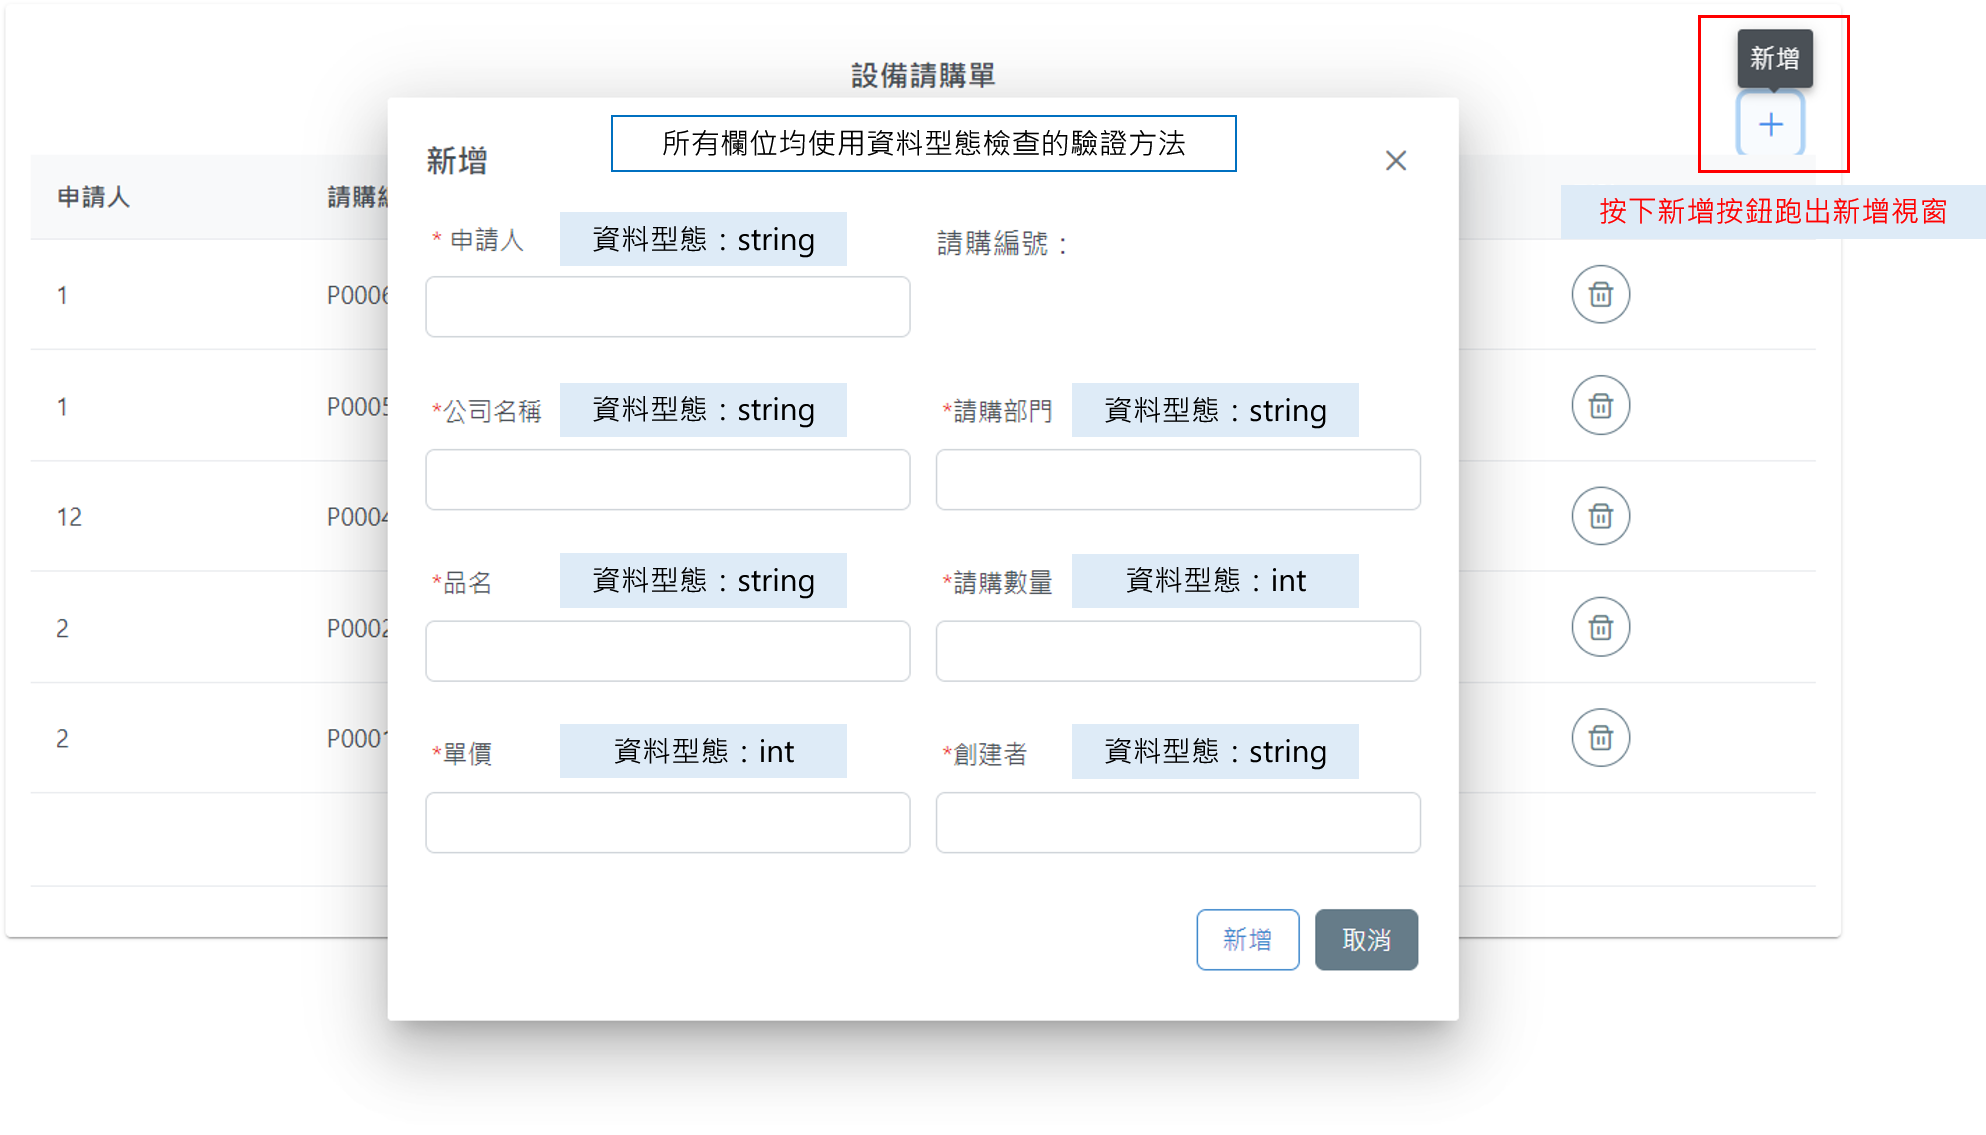 新增
設備請購單
+
所有欄位均使用資料型態檢查的驗證方法
新增
申請人
請購編
按下新增按鈕跑出新增視窗
* 申請人
資料型態：string
請購編號：
1
P0006
*公司名稱
資料型態：string
*請購部門
資料型態：string
1
P0005
12
P0004
*品名
資料型態：string
*請購數量
資料型態：int
2
P0002
2
P0001
*單價
資料型態：int
*創建者
資料型態：string
新增
取消